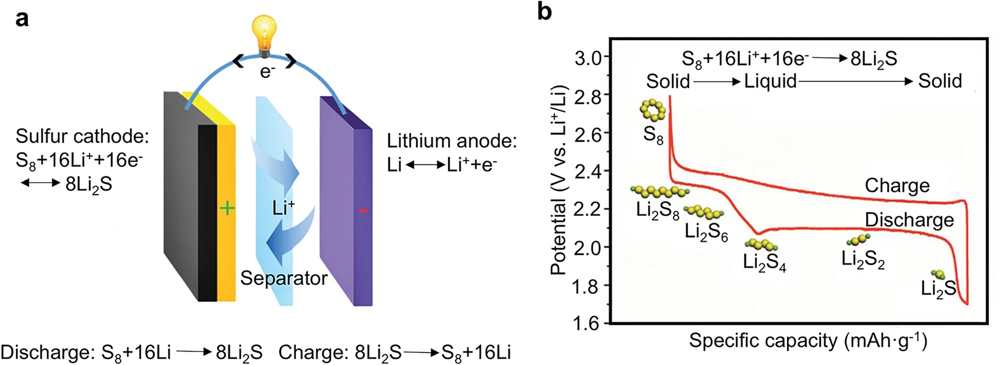 a
e⁻
Sulfur cathode:
S₈+16Li⁺+16e⁻
⟷ 8Li₂S
+
Li⁺
Separator
-
Lithium anode:
Li⟷Li⁺+e⁻
Discharge: S₈+16Li ⟶ 8Li₂S Charge: 8Li₂S⟶S₈+16Li
b
Potential (V vs. Li⁺/Li)
3.0
2.8
2.6
2.4
2.2
2.0
1.8
1.6
S₈+16Li⁺+16e⁻ ⟶8Li₂S
Solid ⟶ Liquid ⟶ Solid
S₈
Li₂S₈
Li₂S₆
Li₂S₄
Li₂S₂
Li₂S
Charge
Discharge
Specific capacity (mAh·g⁻¹)